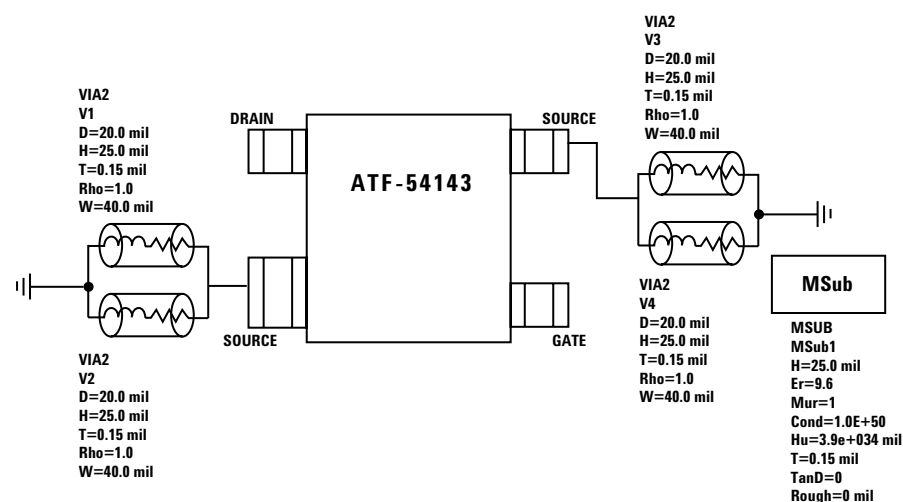 VIA2
V3
D=20.0 mil
H=25.0 mil
T=0.15 mil
Rho=1.0
W=40.0 mil
VIA2
V1
D=20.0 mil
H=25.0 mil
T=0.15 mil
Rho=1.0
W=40.0 mil
DRAIN
SOURCE
ATF-54143
SOURCE
GATE
VIA2
V4
D=20.0 mil
H=25.0 mil
T=0.15 mil
Rho=1.0
W=40.0 mil
VIA2
V2
D=20.0 mil
H=25.0 mil
T=0.15 mil
Rho=1.0
W=40.0 mil
MSub
MSUB
MSub1
H=25.0 mil
Er=9.6
Mur=1
Cond=1.0E+50
Hu=3.9e+034 mil
T=0.15 mil
TanD=0
Rough=0 mil